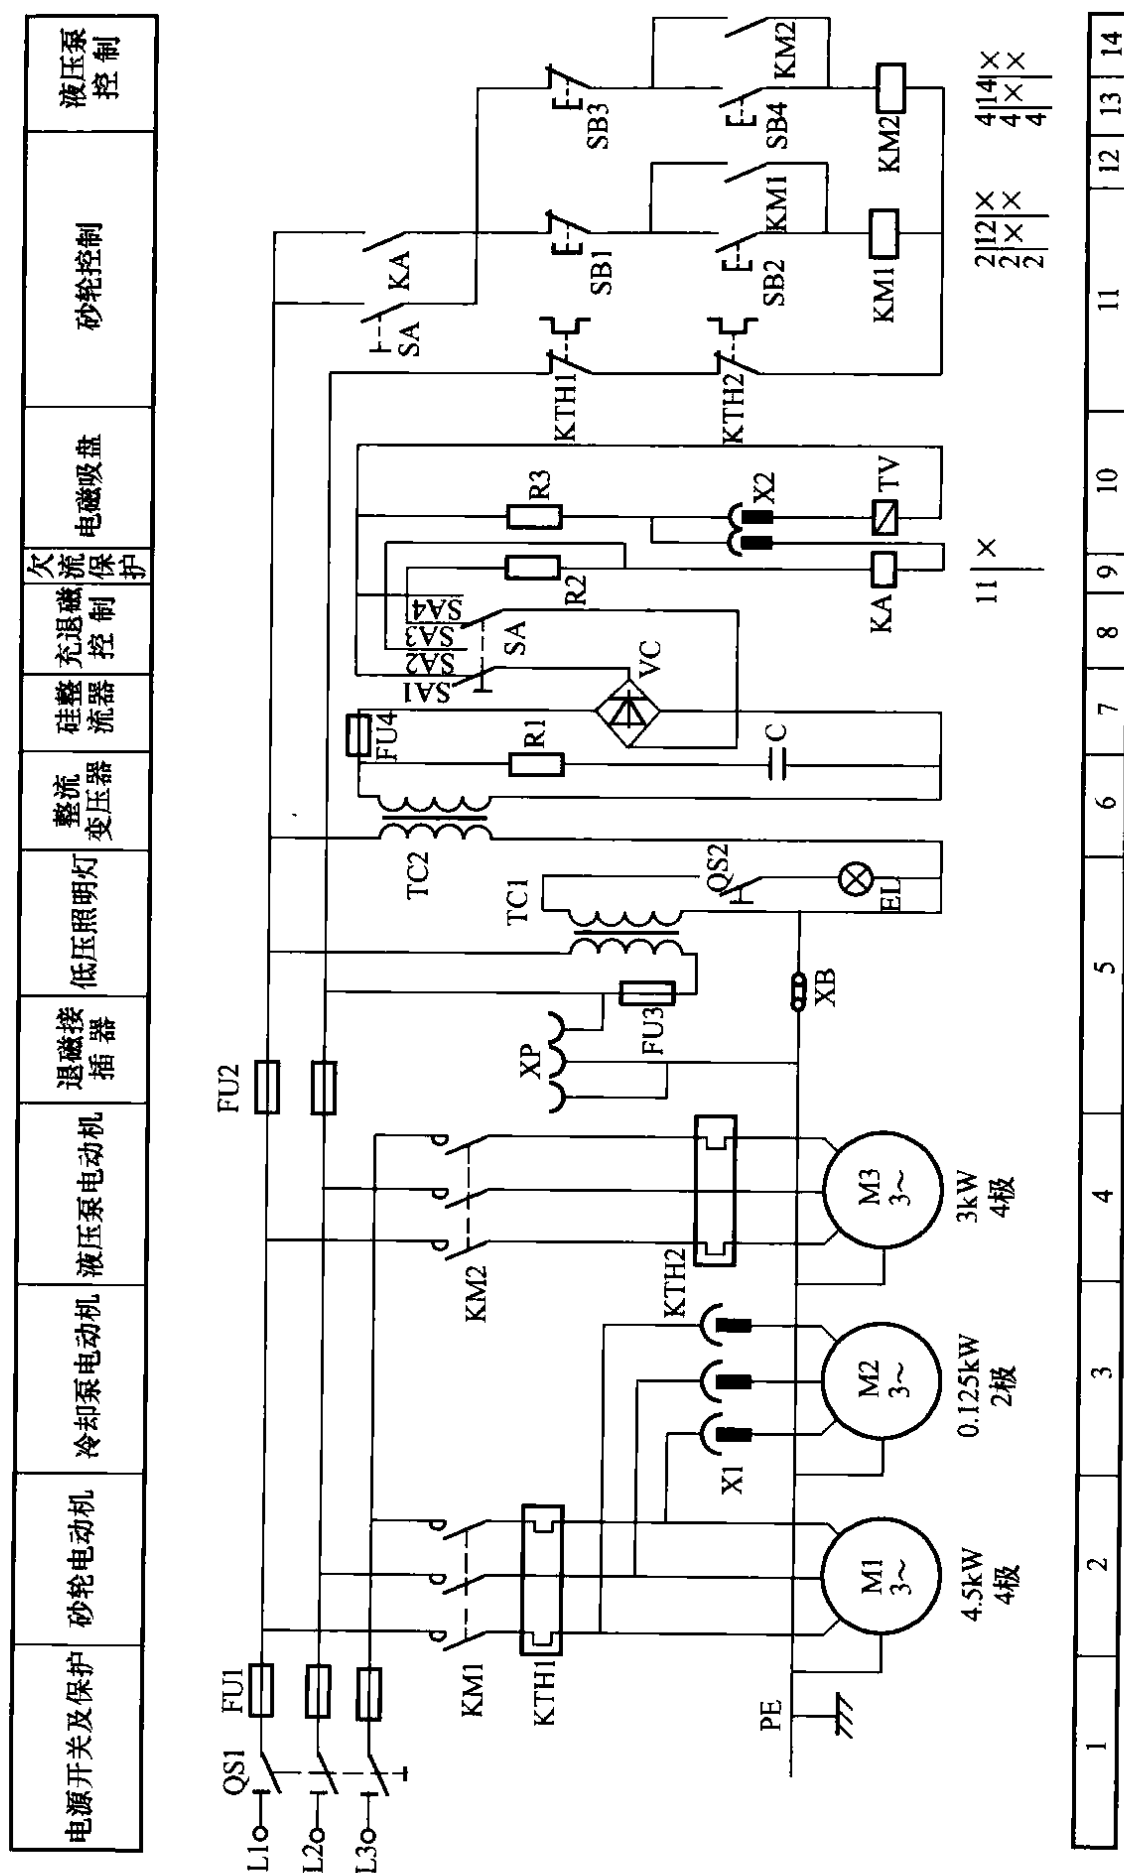 电源开关及保护
砂轮电动机
冷却泵电动机
液压泵电动机
退磁接
插 器
低压照明灯
整流
变压器
硅整
流器
充退磁
控 制
欠
流保
护
电磁吸盘
砂轮控制
液压泵
控 制
L1
L2
L3
QS1
FU1
KM1
KTH1
PE
M1
3~
4.5kW
4极
X1
M2
3~
0.125kW
2极
KM2
KTH2
M3
3~
3kW
4极
FU2
XP
FU3
XB
TC1
QS2
EL
TC2
FU4
R1
C
VC
SA1
SA2
SA3
SA4
SA
R2
KA
11 ×
R3
X2
TV
KTH1
KTH2
SA
KA
SB1
SB2
KM1
KM1
2 12 ×
2 × ×
2
SB3
SB4
KM2
KM2
4 14 ×
4 × ×
4
1
2
3
4
5
6
7
8
9
10
11
12
13
14